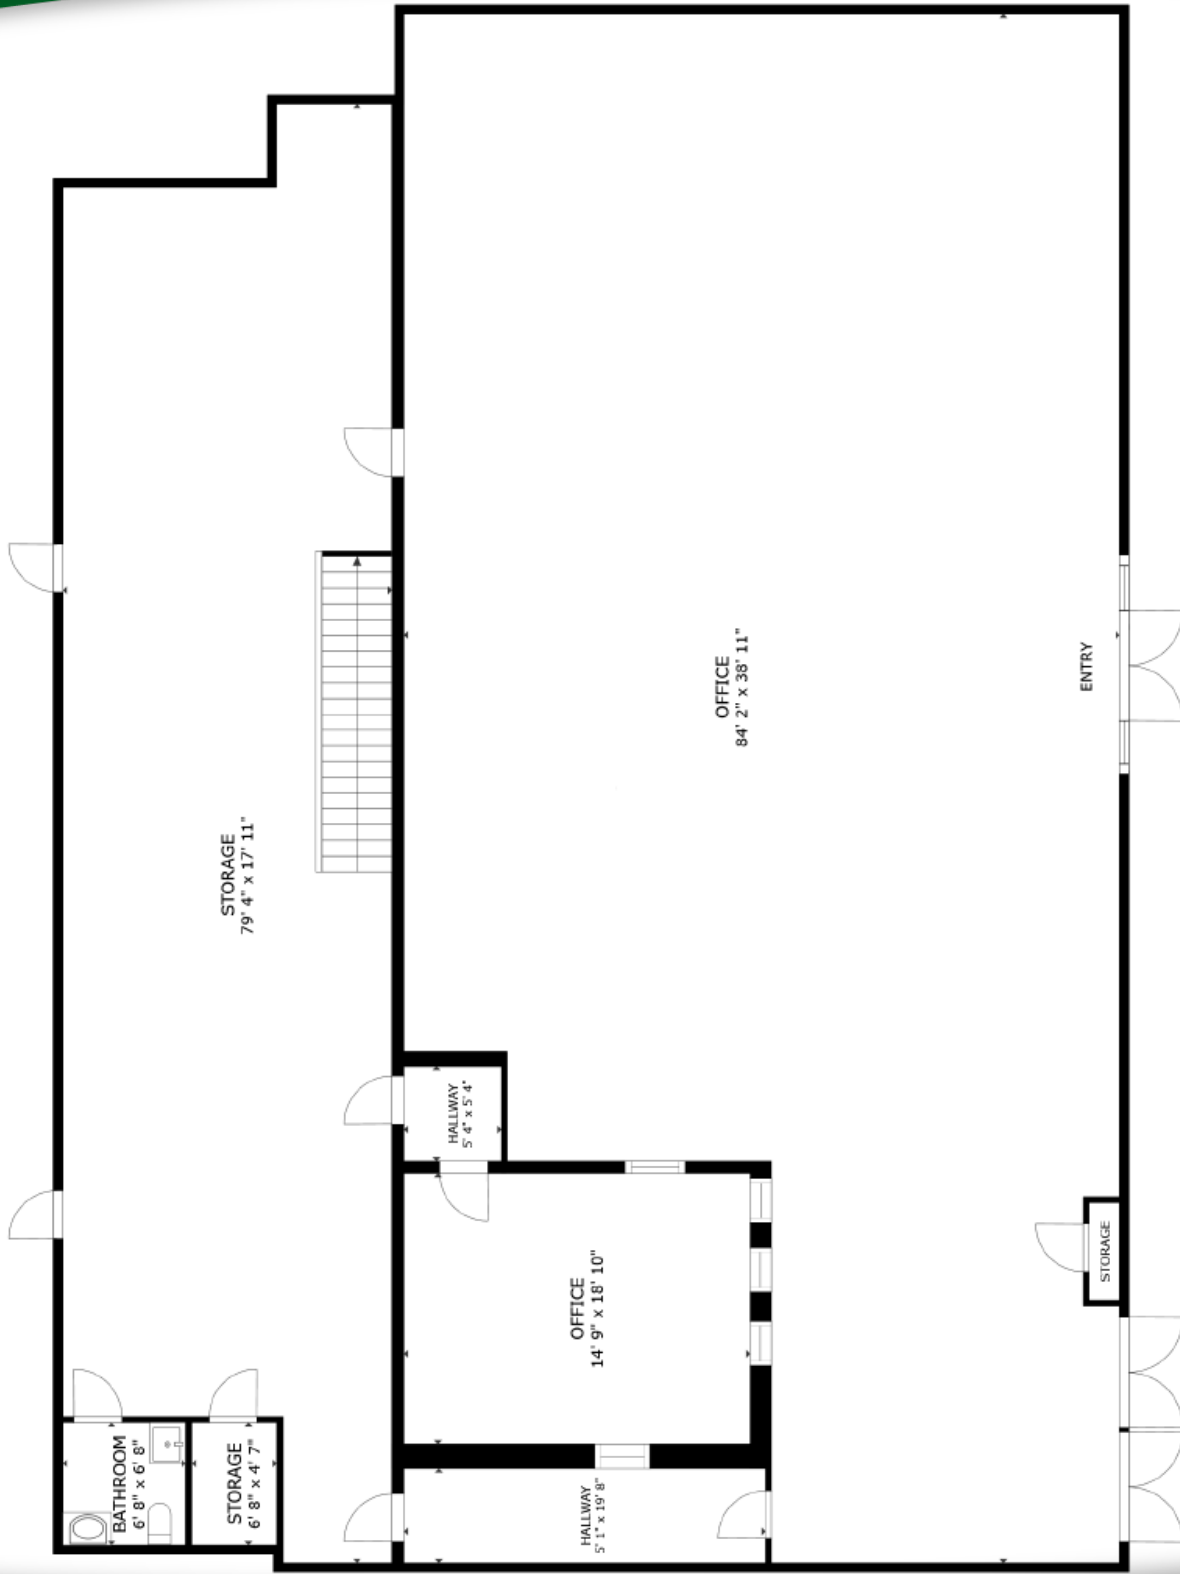 OFFICE
84' 2" x 38' 11"
ENTRY
STORAGE
79' 4" x 17' 11"
HALLWAY
5' 4" x 5' 4"
OFFICE
14' 9" x 18' 10"
STORAGE
BATHROOM
6' 8" x 6' 8"
STORAGE
6' 8" x 4' 7"
HALLWAY
5' 1" x 19' 8"